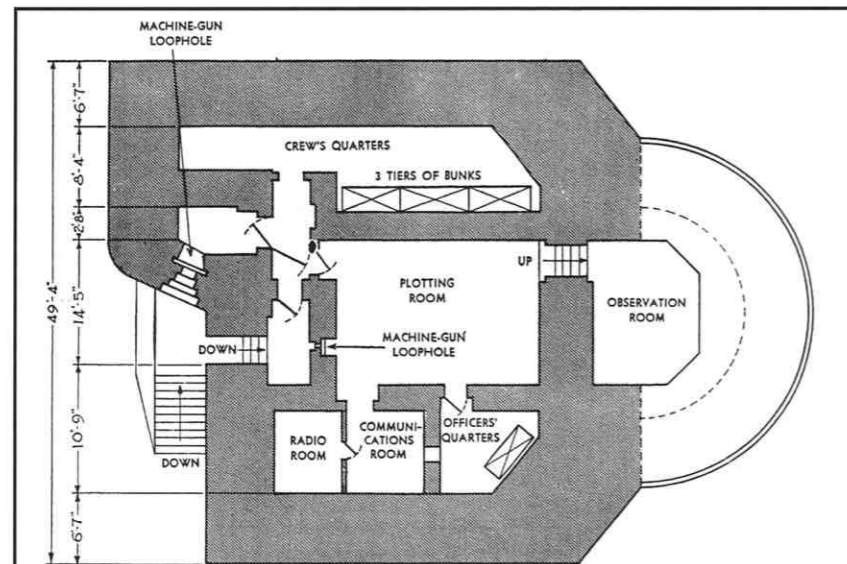 MACHINE-GUN
LOOPHOLE
CREW'S QUARTERS
3 TIERS OF BUNKS
UP
PLOTTING
ROOM
OBSERVATION
ROOM
DOWN
MACHINE-GUN
LOOPHOLE
RADIO
ROOM
COMMUNI-
CATIONS
ROOM
OFFICERS'
QUARTERS
DOWN
49'-4"
6'-7"
8'-4"
2'8"
14'-5"
10'-9"
6'-7"